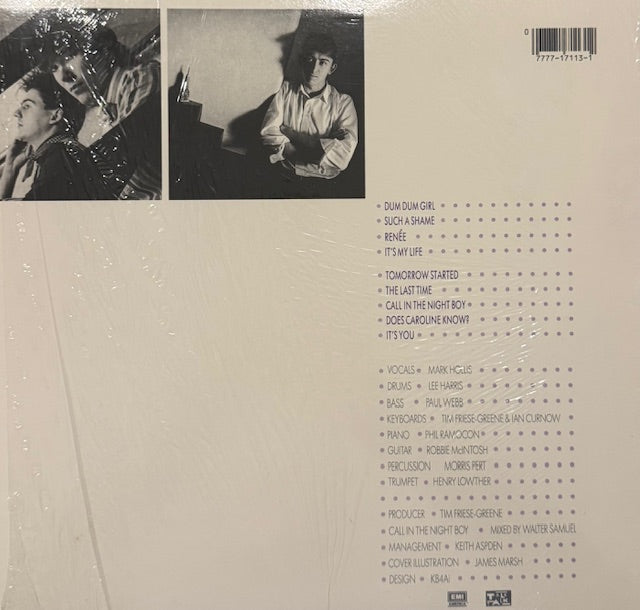 0
7777-17113-1
DUM DUM GIRL
SUCH A SHAME
RENÉE
IT'S MY LIFE
TOMORROW STARTED
THE LAST TIME
CALL IN THE NIGHT BOY
DOES CAROLINE KNOW?
IT'S YOU
VOCALS • MARK HOLLIS
DRUMS • LEE HARRIS
BASS • PAUL WEBB
KEYBOARDS • TIM FRIESE-GREENE & IAN CURNOW
PIANO • PHIL RAMOCON
GUITAR • ROBBIE McINTOSH
PERCUSSION MORRIS PERT
TRUMPET • HENRY LOWTHER
PRODUCER • TIM FRIESE-GREENE
CALL IN THE NIGHT BOY • MIXED BY WALTER SAMUEL
MANAGEMENT • KEITH ASPDEN
COVER ILLUSTRATION • JAMES MARSH
DESIGN • KB4AI
EMI AMERICA